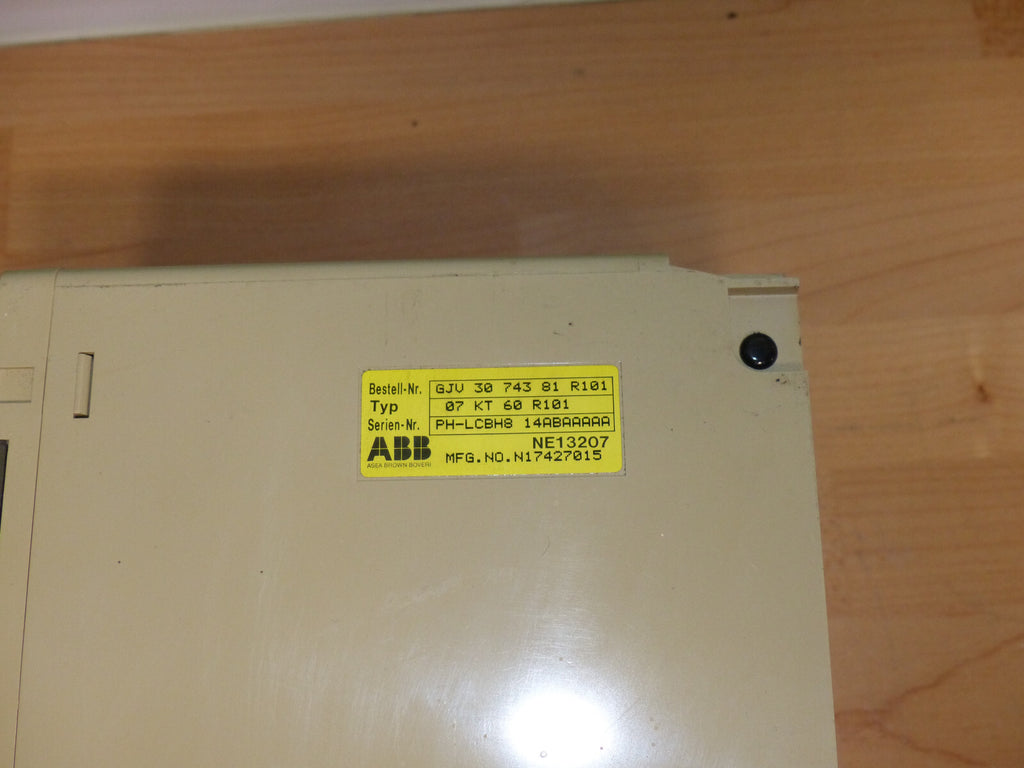 Bestell-Nr. GJV 30 743 81 R101
Typ 07 KT 60 R101
Serien-Nr. PH-LCBH8 14ABAAAAA
ABB NE13207
ASEA BROWN BOVERI MFG.NO.N17427015